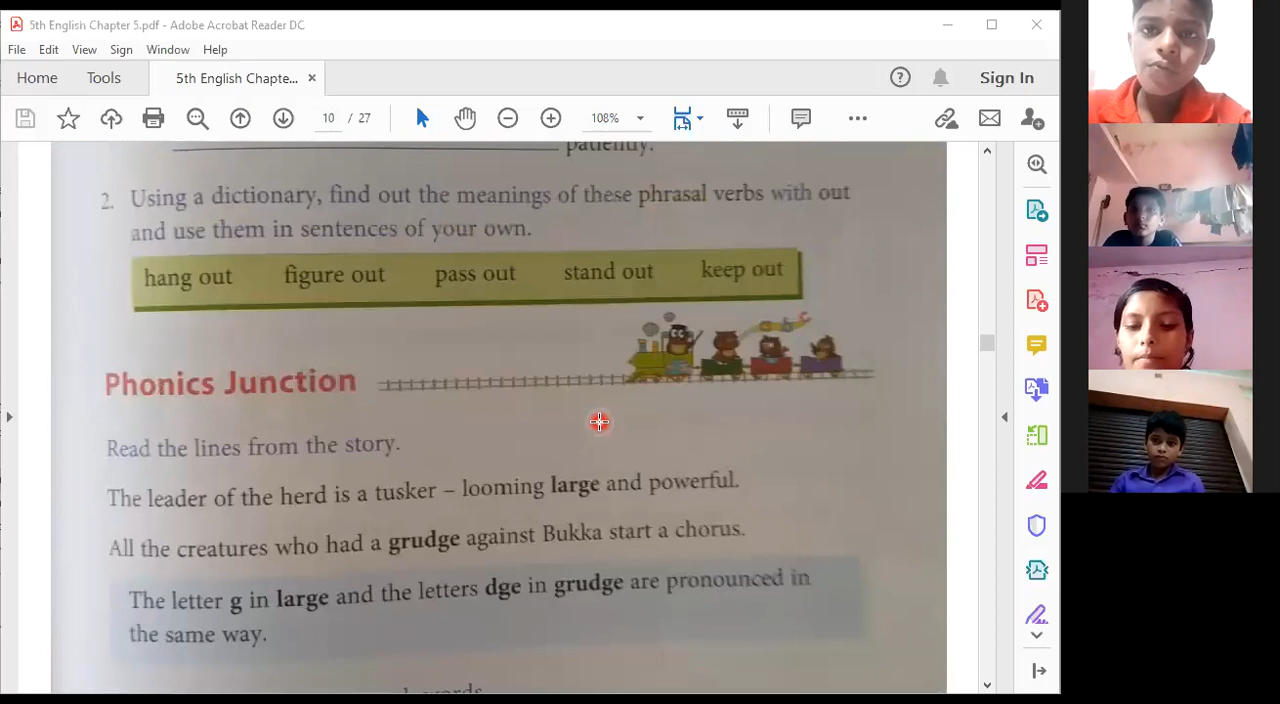 5th English Chapter 5.pdf - Adobe Acrobat Reader DC
File Edit View Sign Window Help
Home Tools 5th English Chapte... × Sign In
10 / 27 108%
patiently.
2. Using a dictionary, find out the meanings of these phrasal verbs with out
and use them in sentences of your own.
hang out figure out pass out stand out keep out
a b c
Phonics Junction
Read the lines from the story.
The leader of the herd is a tusker – looming large and powerful.
All the creatures who had a grudge against Bukka start a chorus.
The letter g in large and the letters dge in grudge are pronounced in
the same way.
words